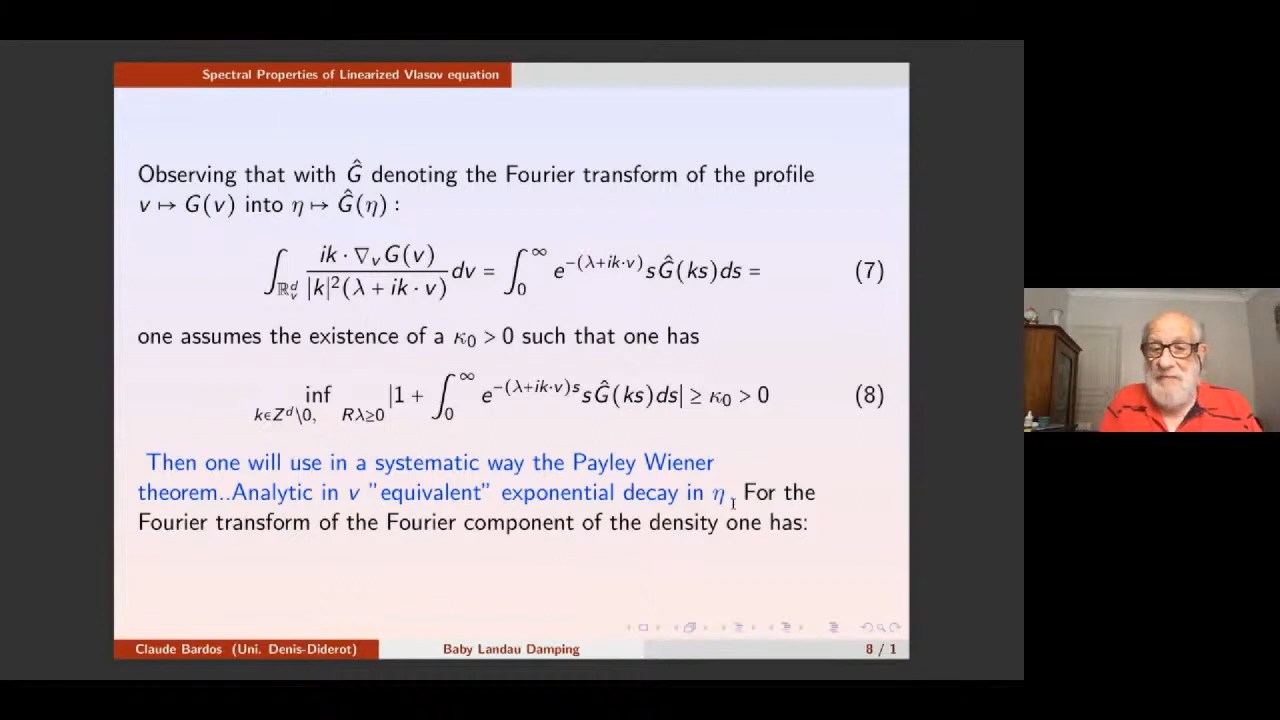 Spectral Properties of Linearized Vlasov equation
Observing that with Ĝ denoting the Fourier transform of the profile
v ↦ G(v) into η ↦ Ĝ(η) :
∫_{ℝ_v^d} \frac{ik · ∇_v G(v)}{|k|^2(λ + ik · v)} dv = ∫_0^∞ e^{-(λ+ik·v)} s Ĝ(ks)ds = (7)
one assumes the existence of a κ_0 > 0 such that one has
inf_{k∈Z^d\0, Rλ≥0} |1 + ∫_0^∞ e^{-(λ+ik·v)s} s Ĝ(ks)ds| ≥ κ_0 > 0 (8)
Then one will use in a systematic way the Payley Wiener
theorem..Analytic in v "equivalent" exponential decay in η . For the
Fourier transform of the Fourier component of the density one has:
Claude Bardos (Uni. Denis-Diderot) Baby Landau Damping 8 / 1